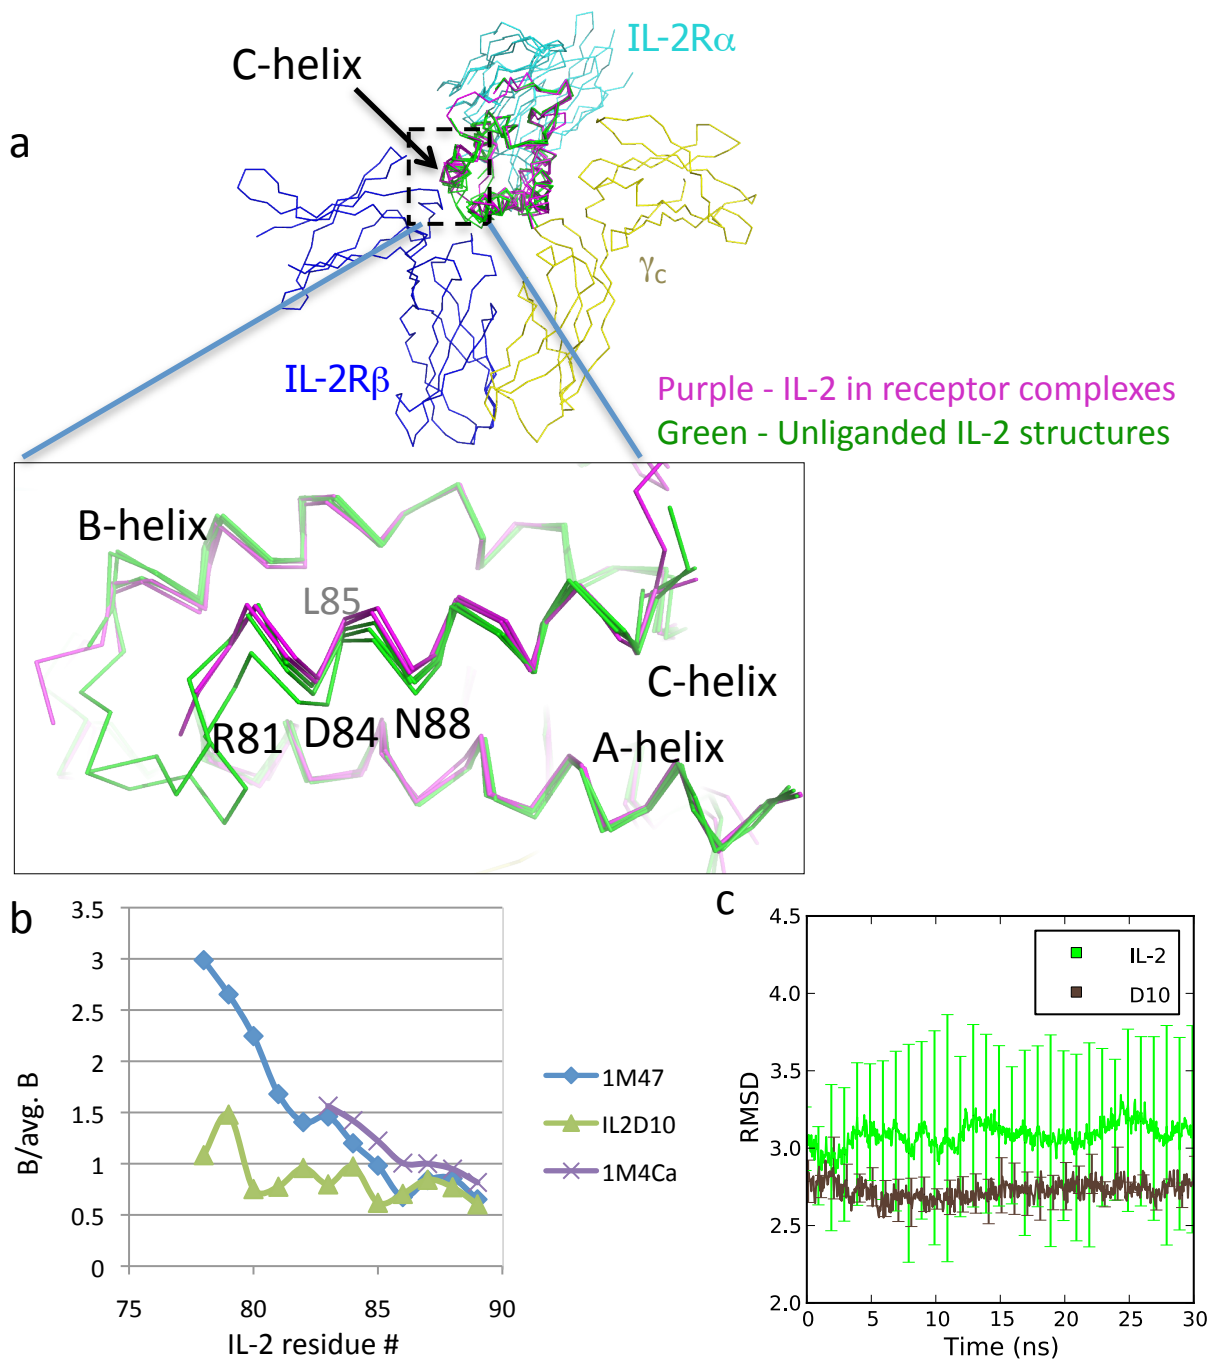 a
C-helix
IL-2Rα
γc
IL-2Rβ
Purple - IL-2 in receptor complexes
Green - Unliganded IL-2 structures
B-helix
L85
C-helix
R81 D84 N88
A-helix
b
3.5
3
2.5
2
1.5
1
0.5
0
B/avg. B
75 80 85 90
IL-2 residue #
1M47
IL2D10
1M4Ca
c
4.5
4.0
3.5
3.0
2.5
2.0
RMSD
IL-2
D10
0 5 10 15 20 25 30
Time (ns)